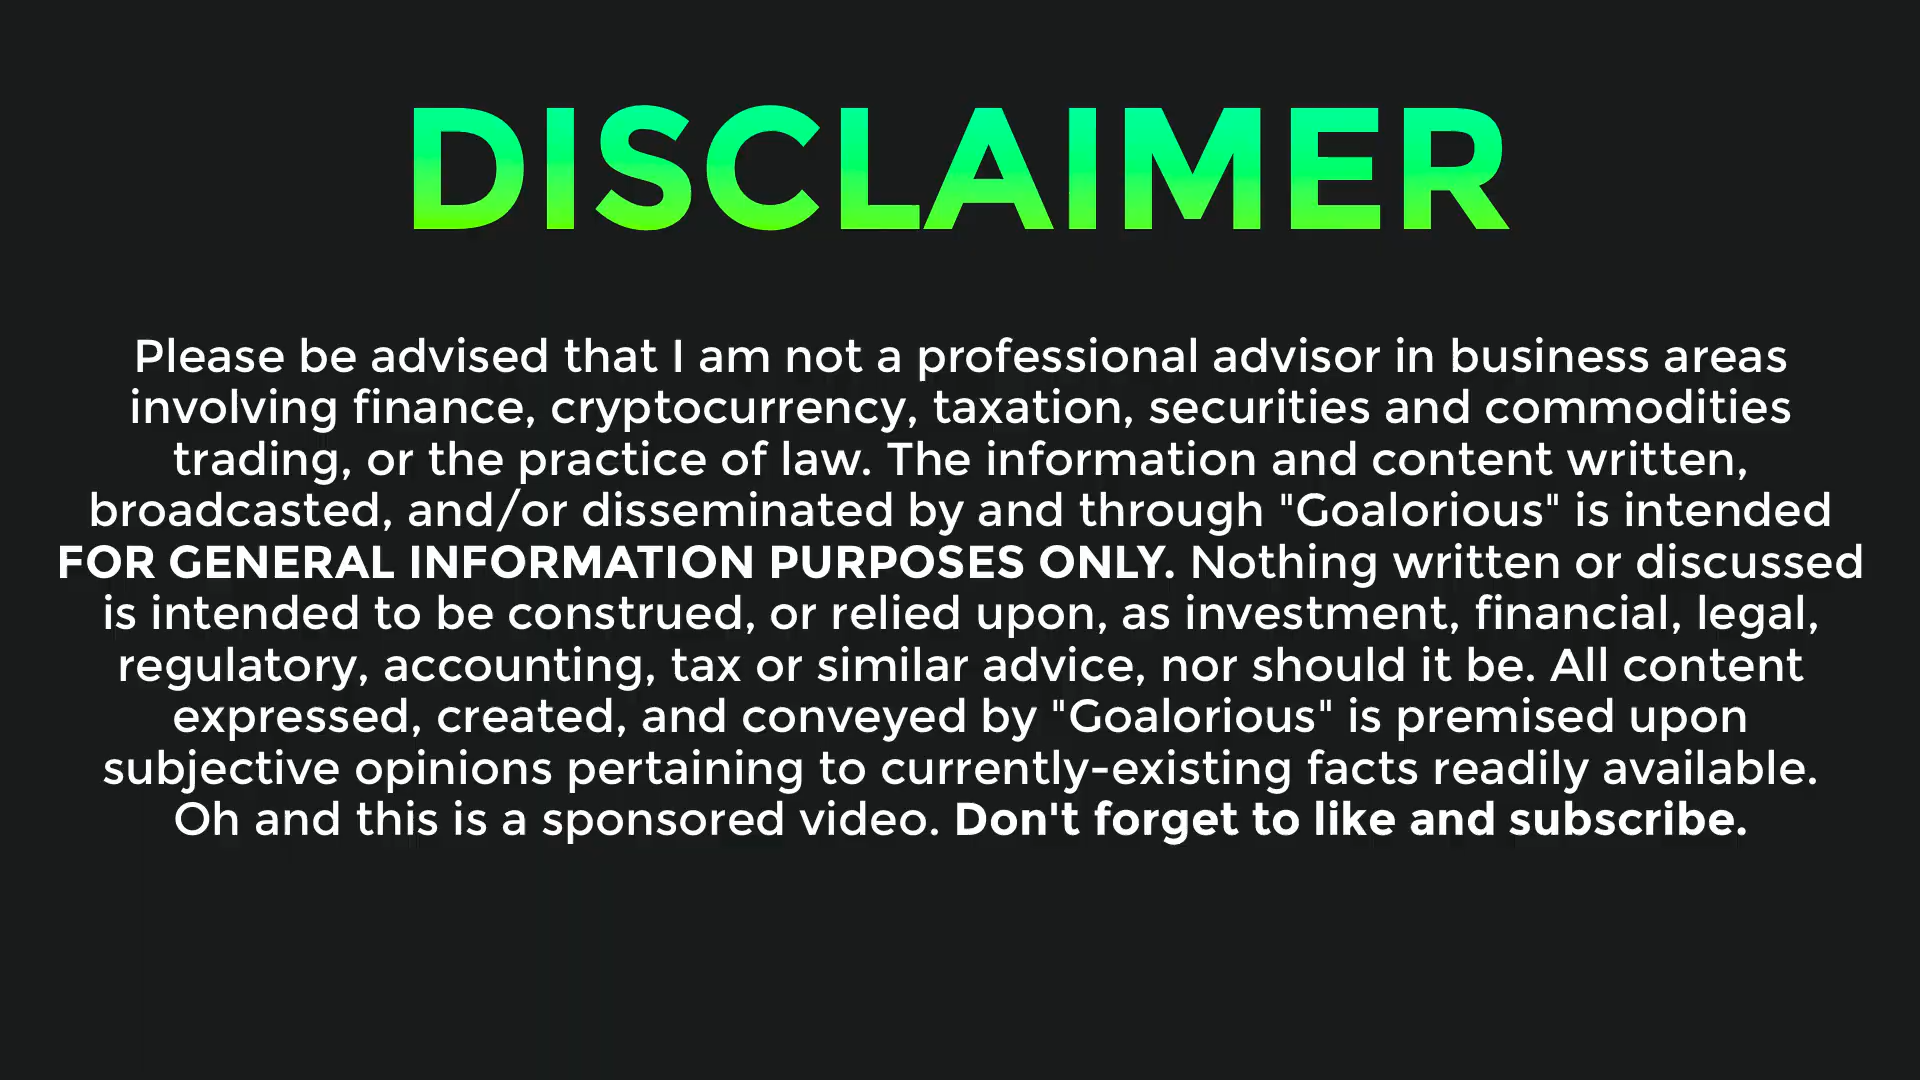 DISCLAIMER
Please be advised that I am not a professional advisor in business areas
involving finance, cryptocurrency, taxation, securities and commodities
trading, or the practice of law. The information and content written,
broadcasted, and/or disseminated by and through "Goalorious" is intended
FOR GENERAL INFORMATION PURPOSES ONLY. Nothing written or discussed
is intended to be construed, or relied upon, as investment, financial, legal,
regulatory, accounting, tax or similar advice, nor should it be. All content
expressed, created, and conveyed by "Goalorious" is premised upon
subjective opinions pertaining to currently-existing facts readily available.
Oh and this is a sponsored video. Don't forget to like and subscribe.